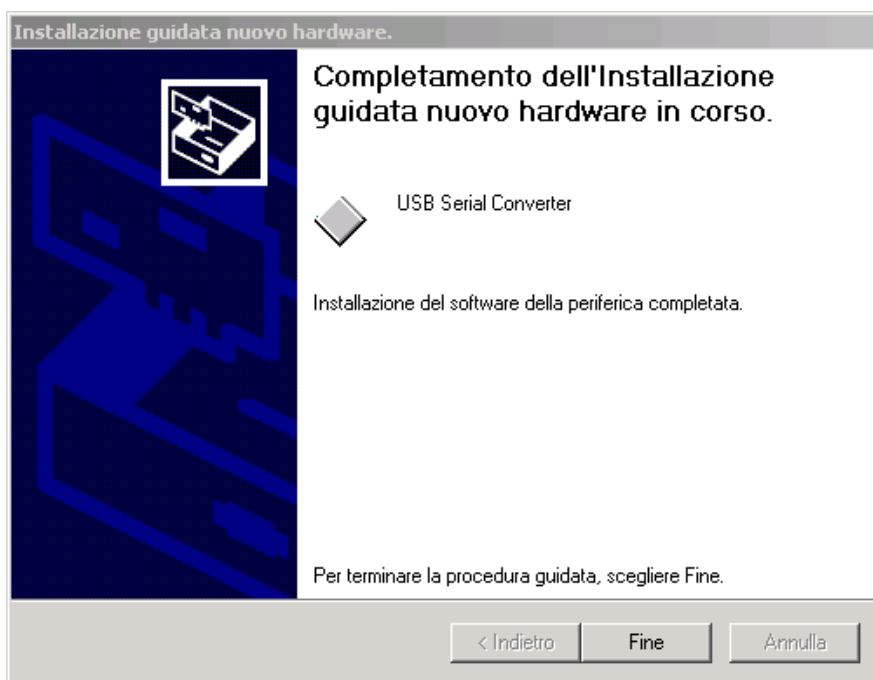 Installazione guidata nuovo hardware.
Completamento dell'Installazione
guidata nuovo hardware in corso.
USB Serial Converter
Installazione del software della periferica completata.
Per terminare la procedura guidata, scegliere Fine.
< Indietro
Fine
Annulla